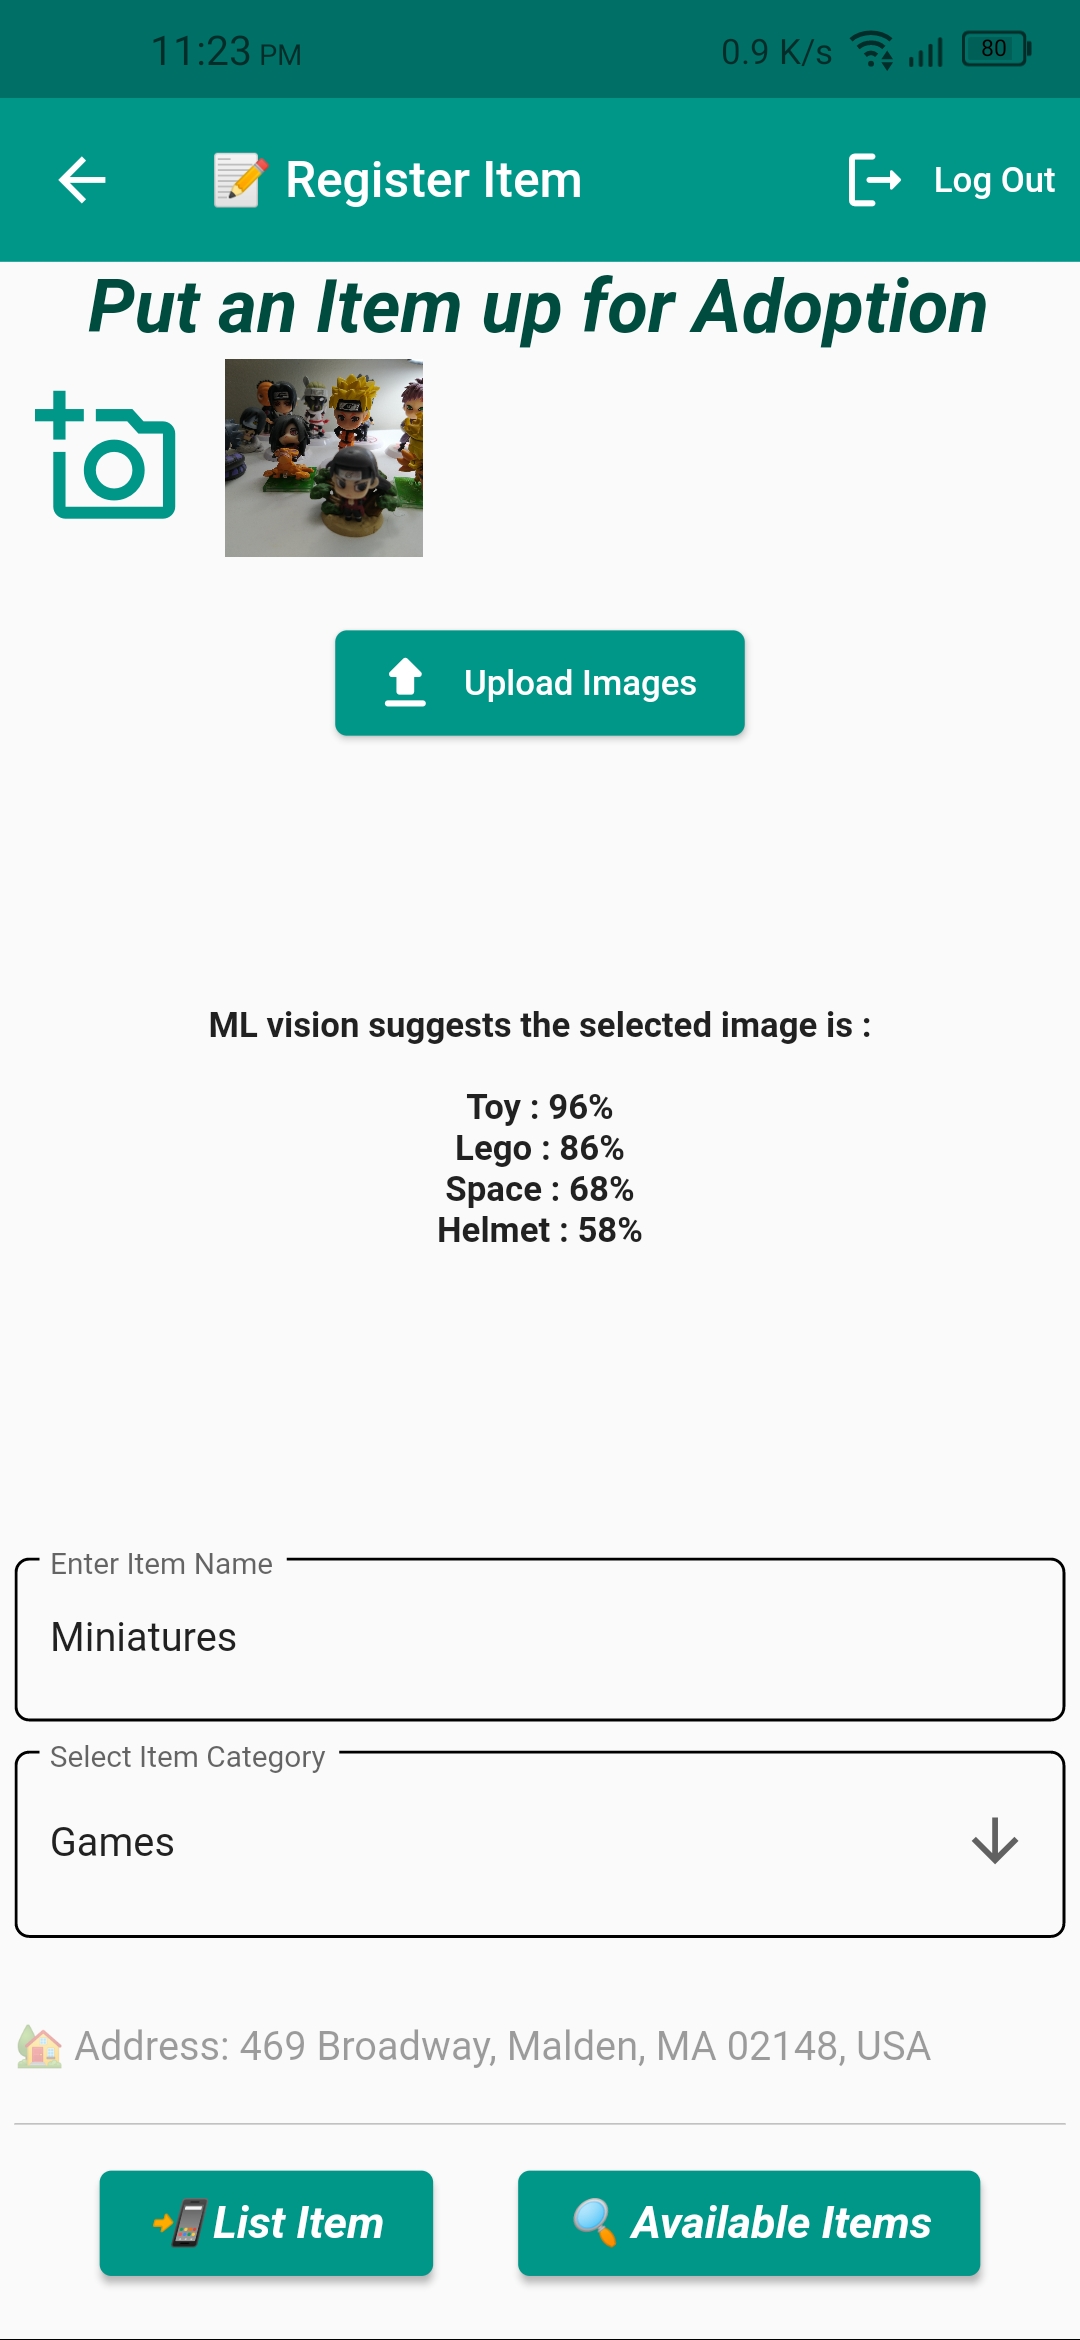 11:23 PM 0.9 K/s 80
📝 Register Item Log Out
Put an Item up for Adoption
Upload Images
ML vision suggests the selected image is :
Toy : 96%
Lego : 86%
Space : 68%
Helmet : 58%
Enter Item Name
Miniatures
Select Item Category
Games
🏡 Address: 469 Broadway, Malden, MA 02148, USA
📲 List Item 🔍 Available Items